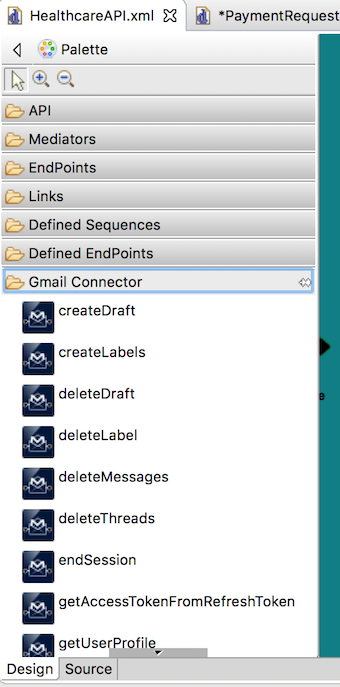 HealthcareAPI.xml *PaymentRequest
Palette
API
Mediators
EndPoints
Links
Defined Sequences
Defined EndPoints
Gmail Connector
createDraft
createLabels
deleteDraft
deleteLabel
deleteMessages
deleteThreads
endSession
getAccessTokenFromRefreshToken
getUserProfile
Design Source